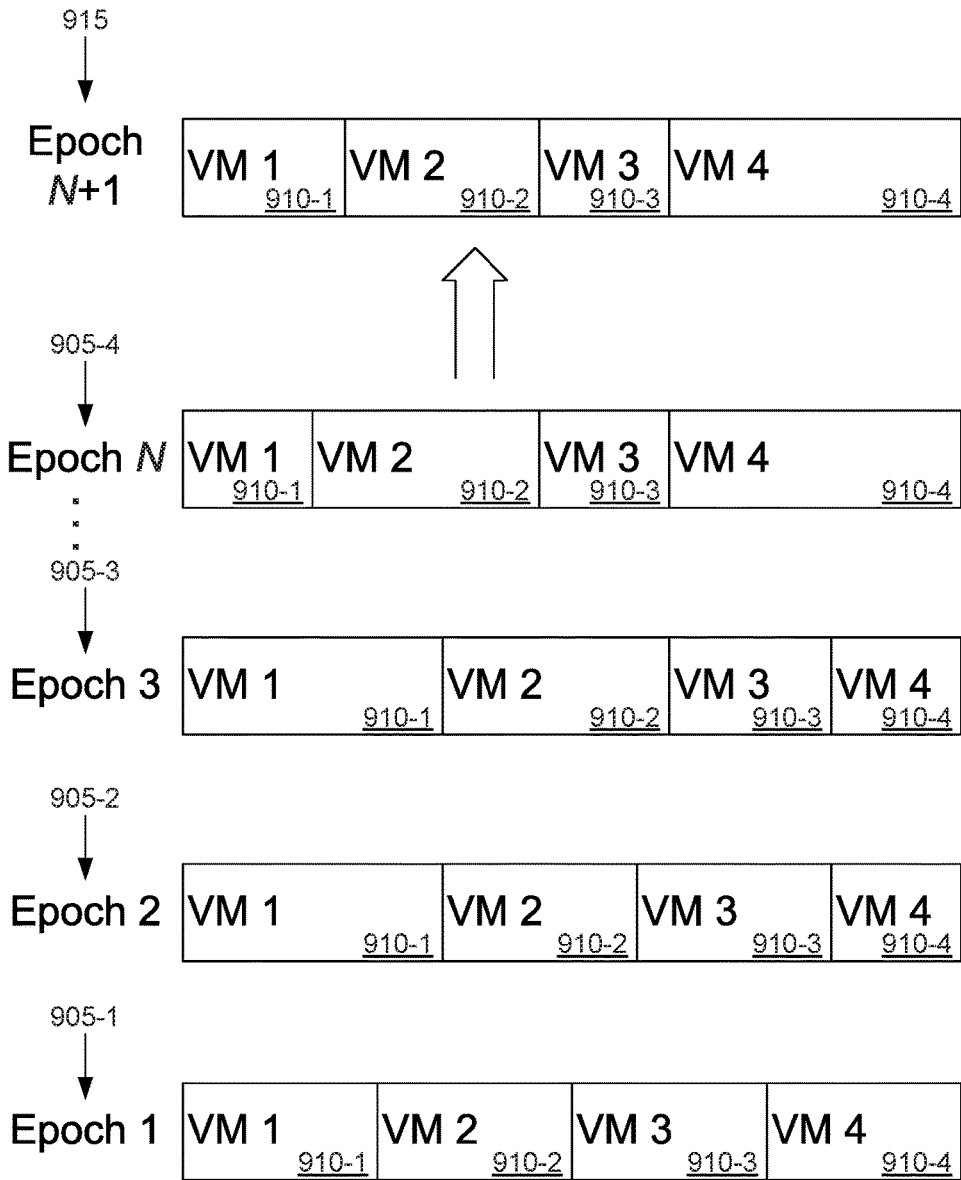 915
Epoch
N+1
VM 1
VM 2
VM 3
VM 4
910-1
910-2
910-3
910-4
905-4
Epoch N
VM 1
VM 2
VM 3
VM 4
910-1
910-2
910-3
910-4
905-3
Epoch 3
VM 1
VM 2
VM 3
VM 4
910-1
910-2
910-3
910-4
905-2
Epoch 2
VM 1
VM 2
VM 3
VM 4
910-1
910-2
910-3
910-4
905-1
Epoch 1
VM 1
VM 2
VM 3
VM 4
910-1
910-2
910-3
910-4